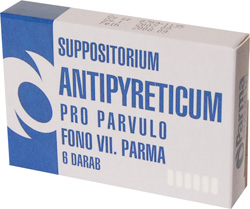 SUPPOSITORIUM
ANTIPYRETICUM
PRO PARVULO
FONO VII. PARMA
6 DARAB